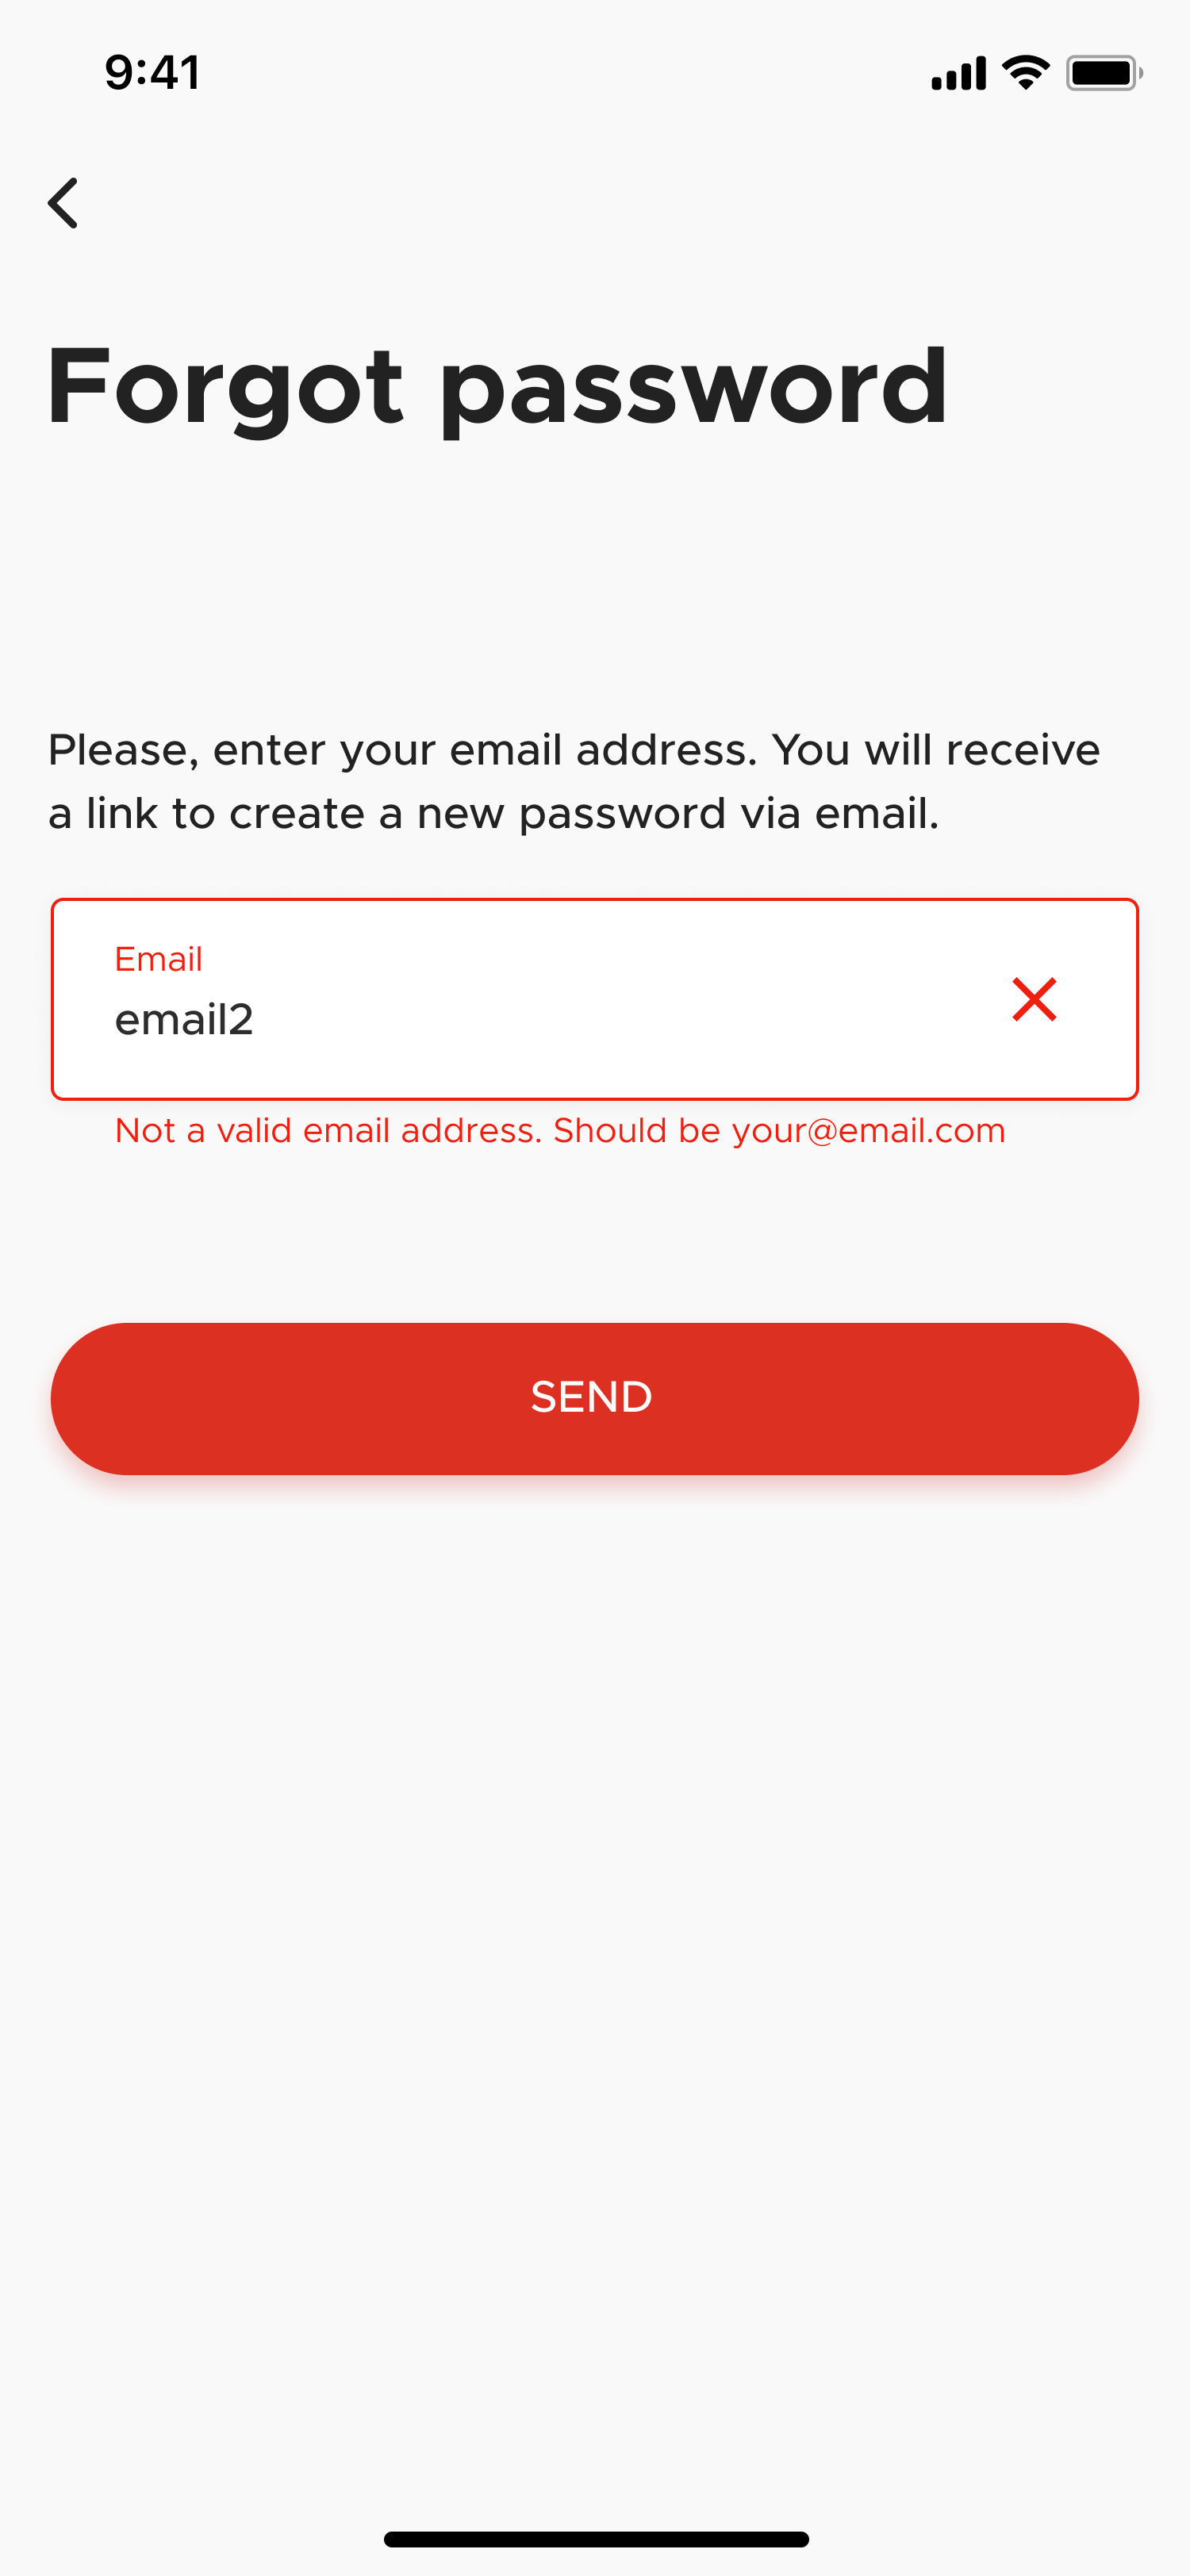 9:41
Forgot password
Please, enter your email address. You will receive
a link to create a new password via email.
Email
email2
Not a valid email address. Should be your@email.com
SEND